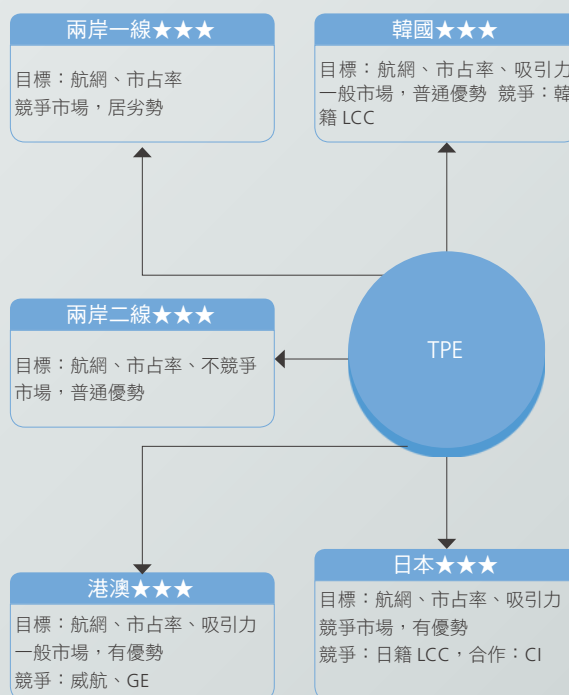 兩岸一線★★★
目標：航網、市占率
競爭市場，居劣勢
韓國★★★
目標：航網、市占率、吸引力
一般市場，普通優勢 競爭：韓
籍 LCC
兩岸二線★★★
目標：航網、市占率、不競爭
市場，普通優勢
TPE
港澳★★★
目標：航網、市占率、吸引力
一般市場，有優勢
競爭：威航、GE
日本★★★
目標：航網、市占率、吸引力
競爭市場，有優勢
競爭：日籍 LCC，合作：CI